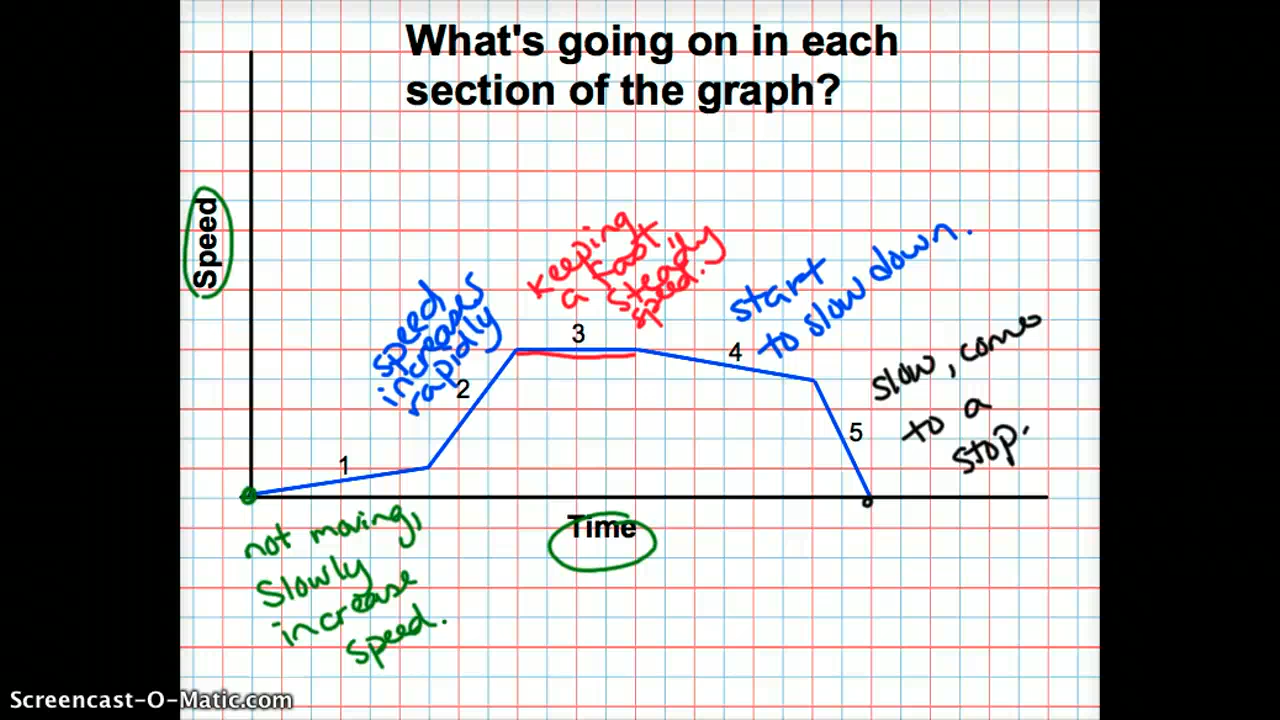 What's going on in each
section of the graph?
Speed
speed
increases
rapidly
keeping
a fast
steady
speed.
start
to slow down.
slow, come
to a
stop.
1
2
3
4
5
Time
not moving,
slowly
increase
speed.
Screencast-O-Matic.com